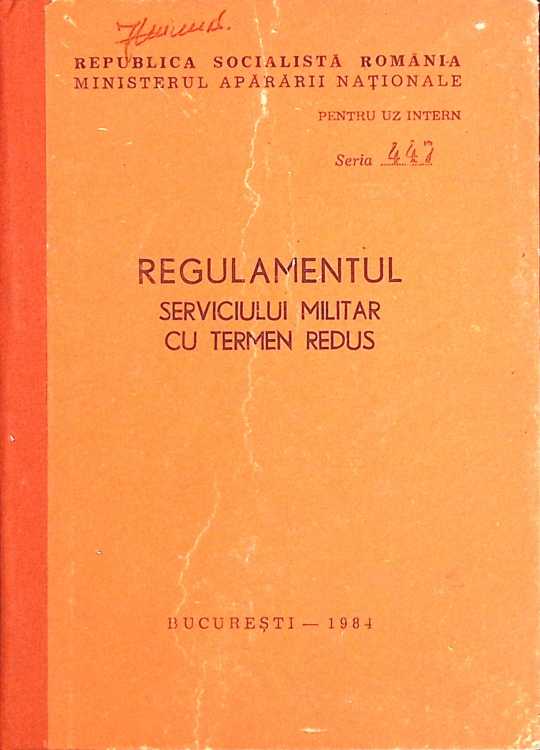 REPUBLICA SOCIALISTĂ ROMÂNIA
MINISTERUL APĂRĂRII NAȚIONALE
PENTRU UZ INTERN
Seria 447
REGULAMENTUL
SERVICIULUI MILITAR
CU TERMEN REDUS
BUCUREȘTI — 1984